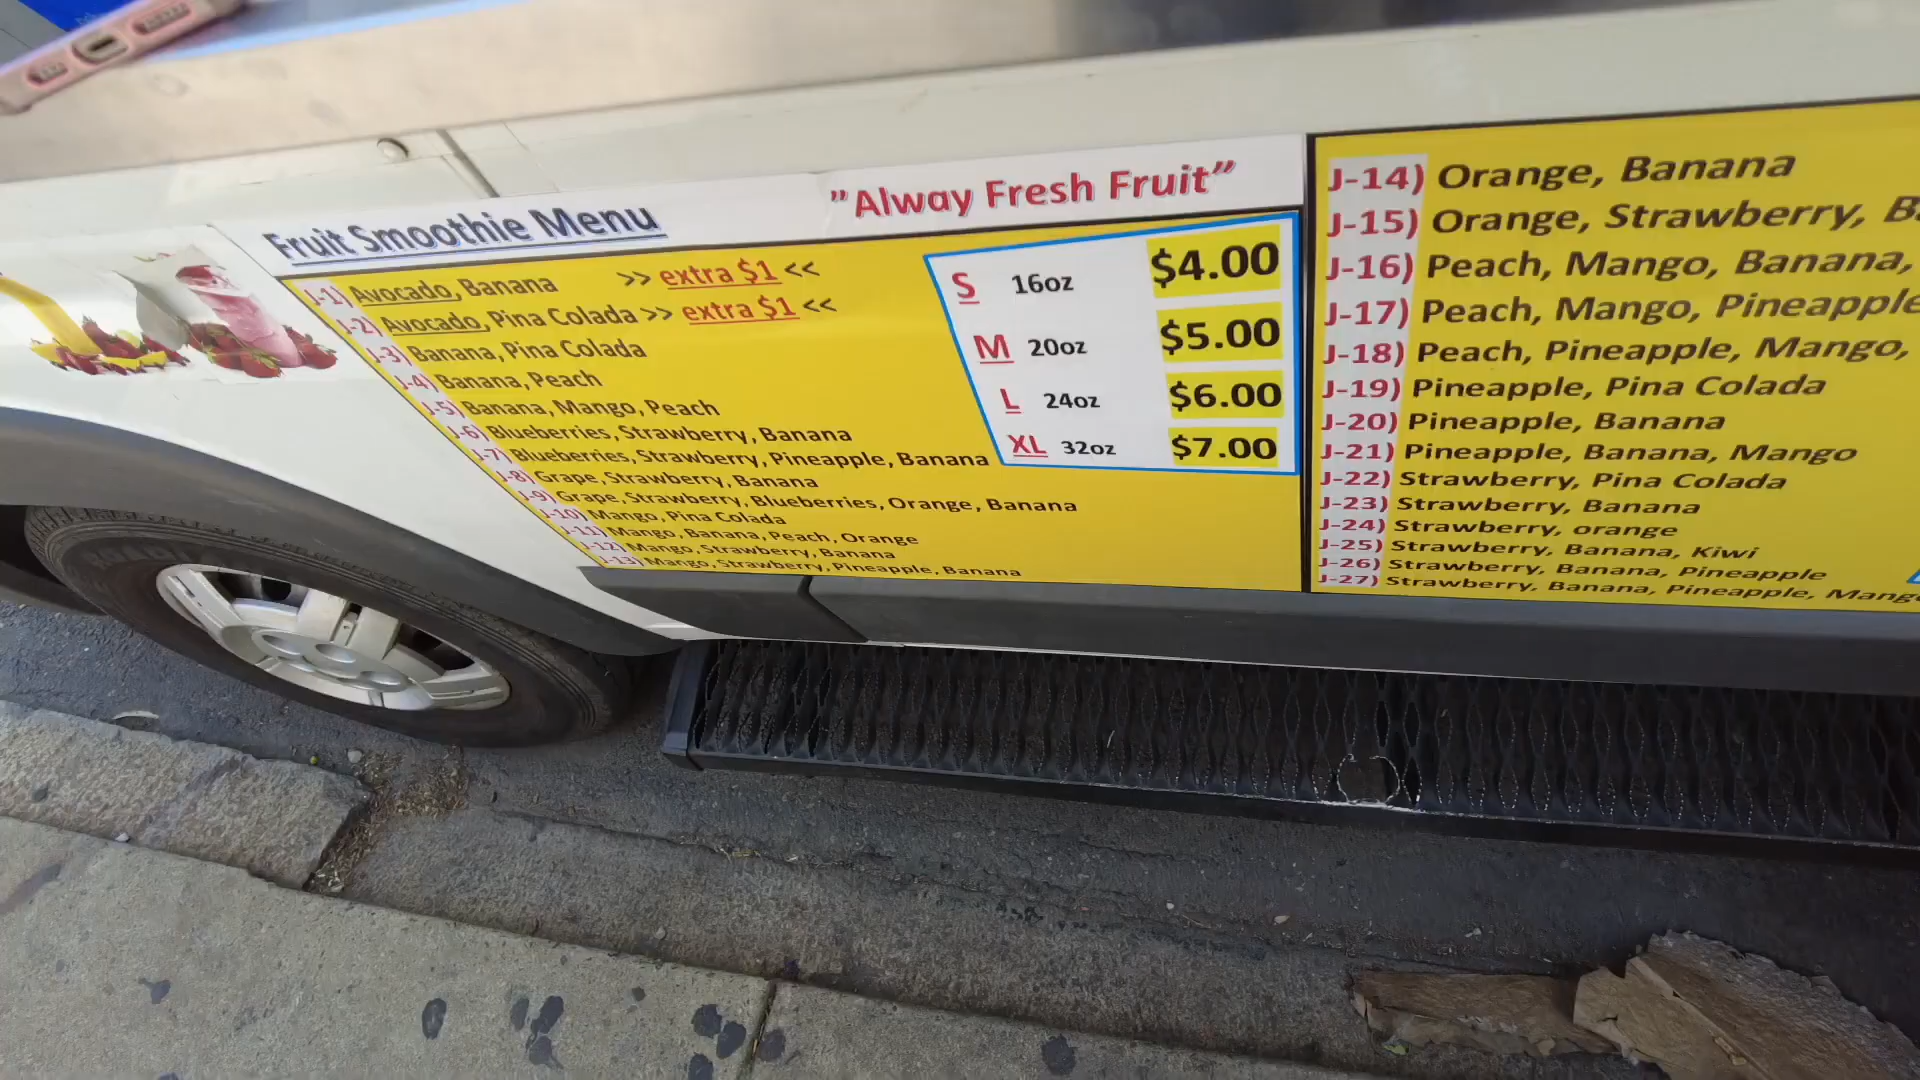 Fruit Smoothie Menu
"Alway Fresh Fruit"
J-1) Avocado, Banana >> extra $1 <<
J-2) Avocado, Pina Colada >> extra $1 <<
J-3) Banana, Pina Colada
J-4) Banana, Peach
J-5) Banana, Mango, Peach
J-6) Blueberries, Strawberry, Banana
J-7) Blueberries, Strawberry, Pineapple, Banana
J-8) Grape, Strawberry, Banana
J-9) Grape, Strawberry, Blueberries, Orange, Banana
J-10) Mango, Pina Colada
J-11) Mango, Banana, Peach, Orange
J-12) Mango, Strawberry, Banana
J-13) Mango, Strawberry, Pineapple, Banana
S 16oz $4.00
M 20oz $5.00
L 24oz $6.00
XL 32oz $7.00
J-14) Orange, Banana
J-15) Orange, Strawberry,
J-16) Peach, Mango, Banana,
J-17) Peach, Mango, Pineapple
J-18) Peach, Pineapple, Mango,
J-19) Pineapple, Pina Colada
J-20) Pineapple, Banana
J-21) Pineapple, Banana, Mango
J-22) Strawberry, Pina Colada
J-23) Strawberry, Banana
J-24) Strawberry, orange
J-25) Strawberry, Banana, Kiwi
J-26) Strawberry, Banana, Pineapple
J-27) Strawberry, Banana, Pineapple, Mango